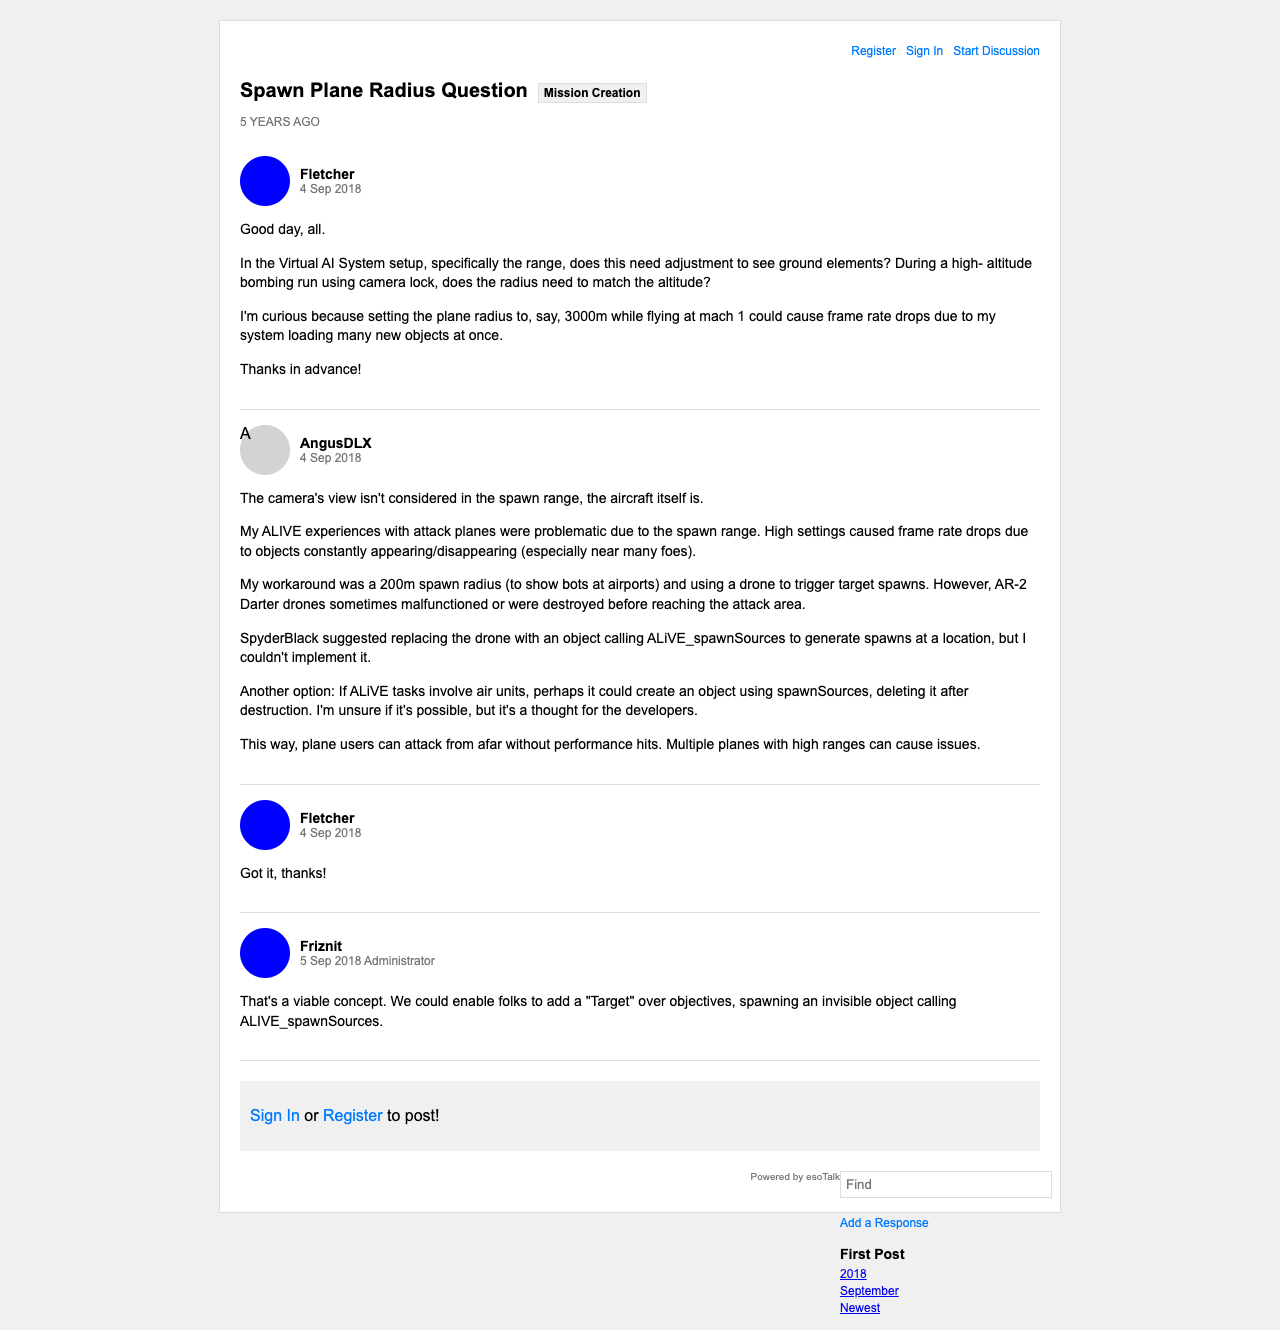 Register Sign In Start Discussion
Spawn Plane Radius Question Mission Creation
5 YEARS AGO
Fletcher
4 Sep 2018
Good day, all.
In the Virtual AI System setup, specifically the range, does this need adjustment to see ground elements? During a high- altitude
bombing run using camera lock, does the radius need to match the altitude?
I'm curious because setting the plane radius to, say, 3000m while flying at mach 1 could cause frame rate drops due to my
system loading many new objects at once.
Thanks in advance!
A
AngusDLX
4 Sep 2018
The camera's view isn't considered in the spawn range, the aircraft itself is.
My ALIVE experiences with attack planes were problematic due to the spawn range. High settings caused frame rate drops due
to objects constantly appearing/disappearing (especially near many foes).
My workaround was a 200m spawn radius (to show bots at airports) and using a drone to trigger target spawns. However, AR-2
Darter drones sometimes malfunctioned or were destroyed before reaching the attack area.
SpyderBlack suggested replacing the drone with an object calling ALiVE_spawnSources to generate spawns at a location, but I
couldn't implement it.
Another option: If ALiVE tasks involve air units, perhaps it could create an object using spawnSources, deleting it after
destruction. I'm unsure if it's possible, but it's a thought for the developers.
This way, plane users can attack from afar without performance hits. Multiple planes with high ranges can cause issues.
Fletcher
4 Sep 2018
Got it, thanks!
Friznit
5 Sep 2018 Administrator
That's a viable concept. We could enable folks to add a "Target" over objectives, spawning an invisible object calling
ALIVE_spawnSources.
Sign In or Register to post!
Powered by esoTalk
Find
Add a Response
First Post
2018
September
Newest